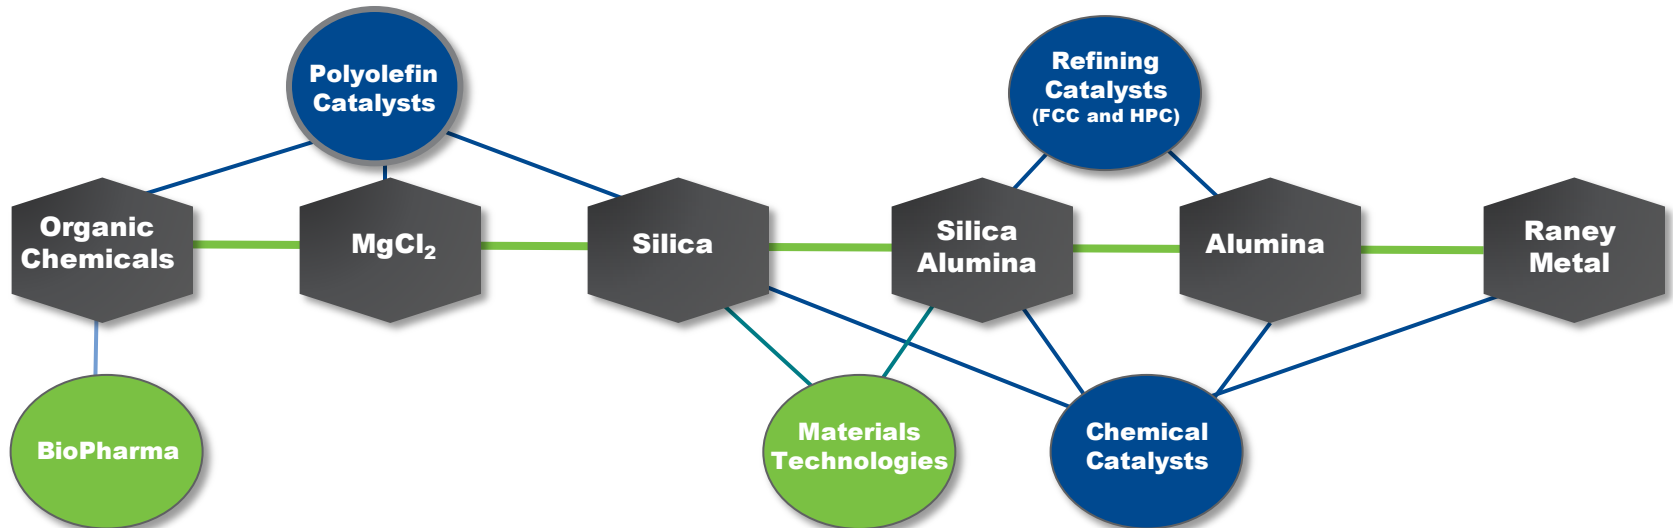 Polyolefin
Catalysts
Refining
Catalysts
(FCC and HPC)
Organic
Chemicals
MgCl₂
Silica
Silica
Alumina
Alumina
Raney
Metal
BioPharma
Materials
Technologies
Chemical
Catalysts